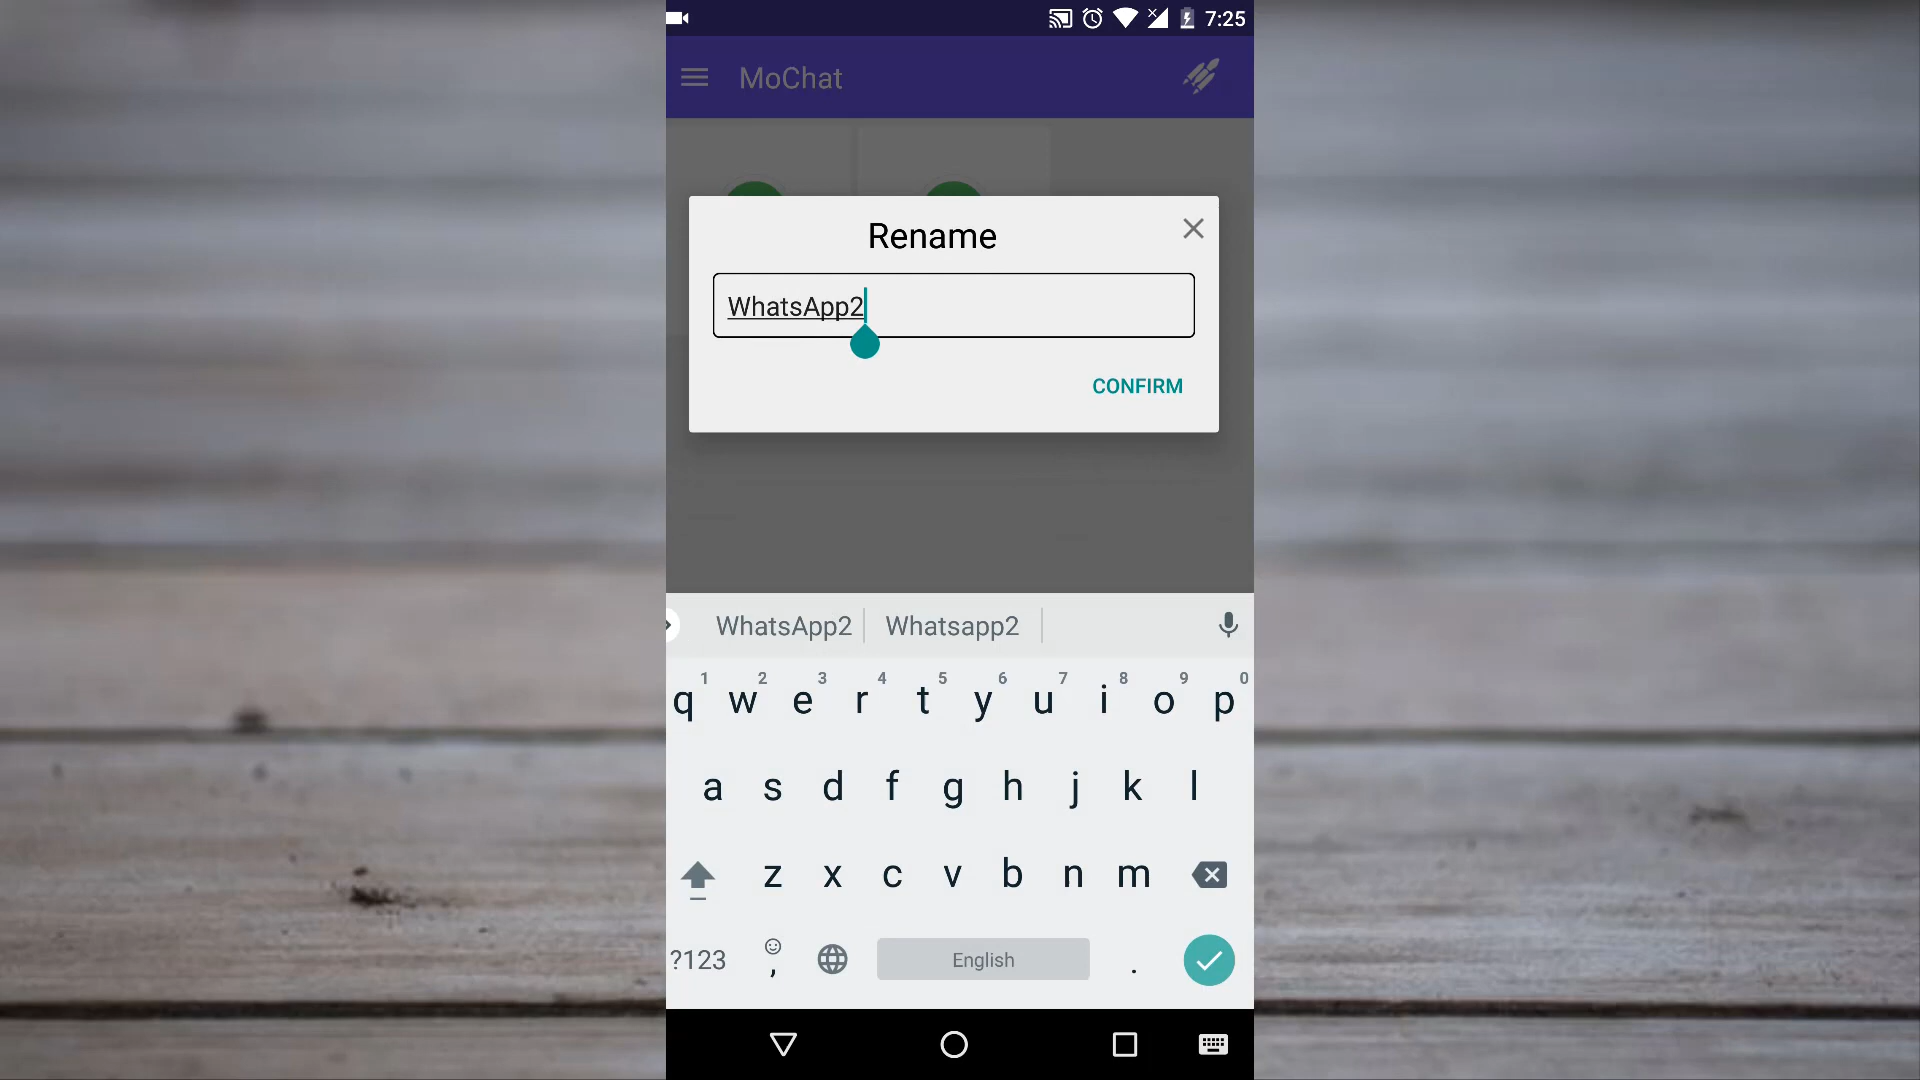 7:25
MoChat
Rename
WhatsApp2
CONFIRM
WhatsApp2 Whatsapp2
1 2 3 4 5 6 7 8 9 0
q w e r t y u i o p
a s d f g h j k l
z x c v b n m
?123 , English .